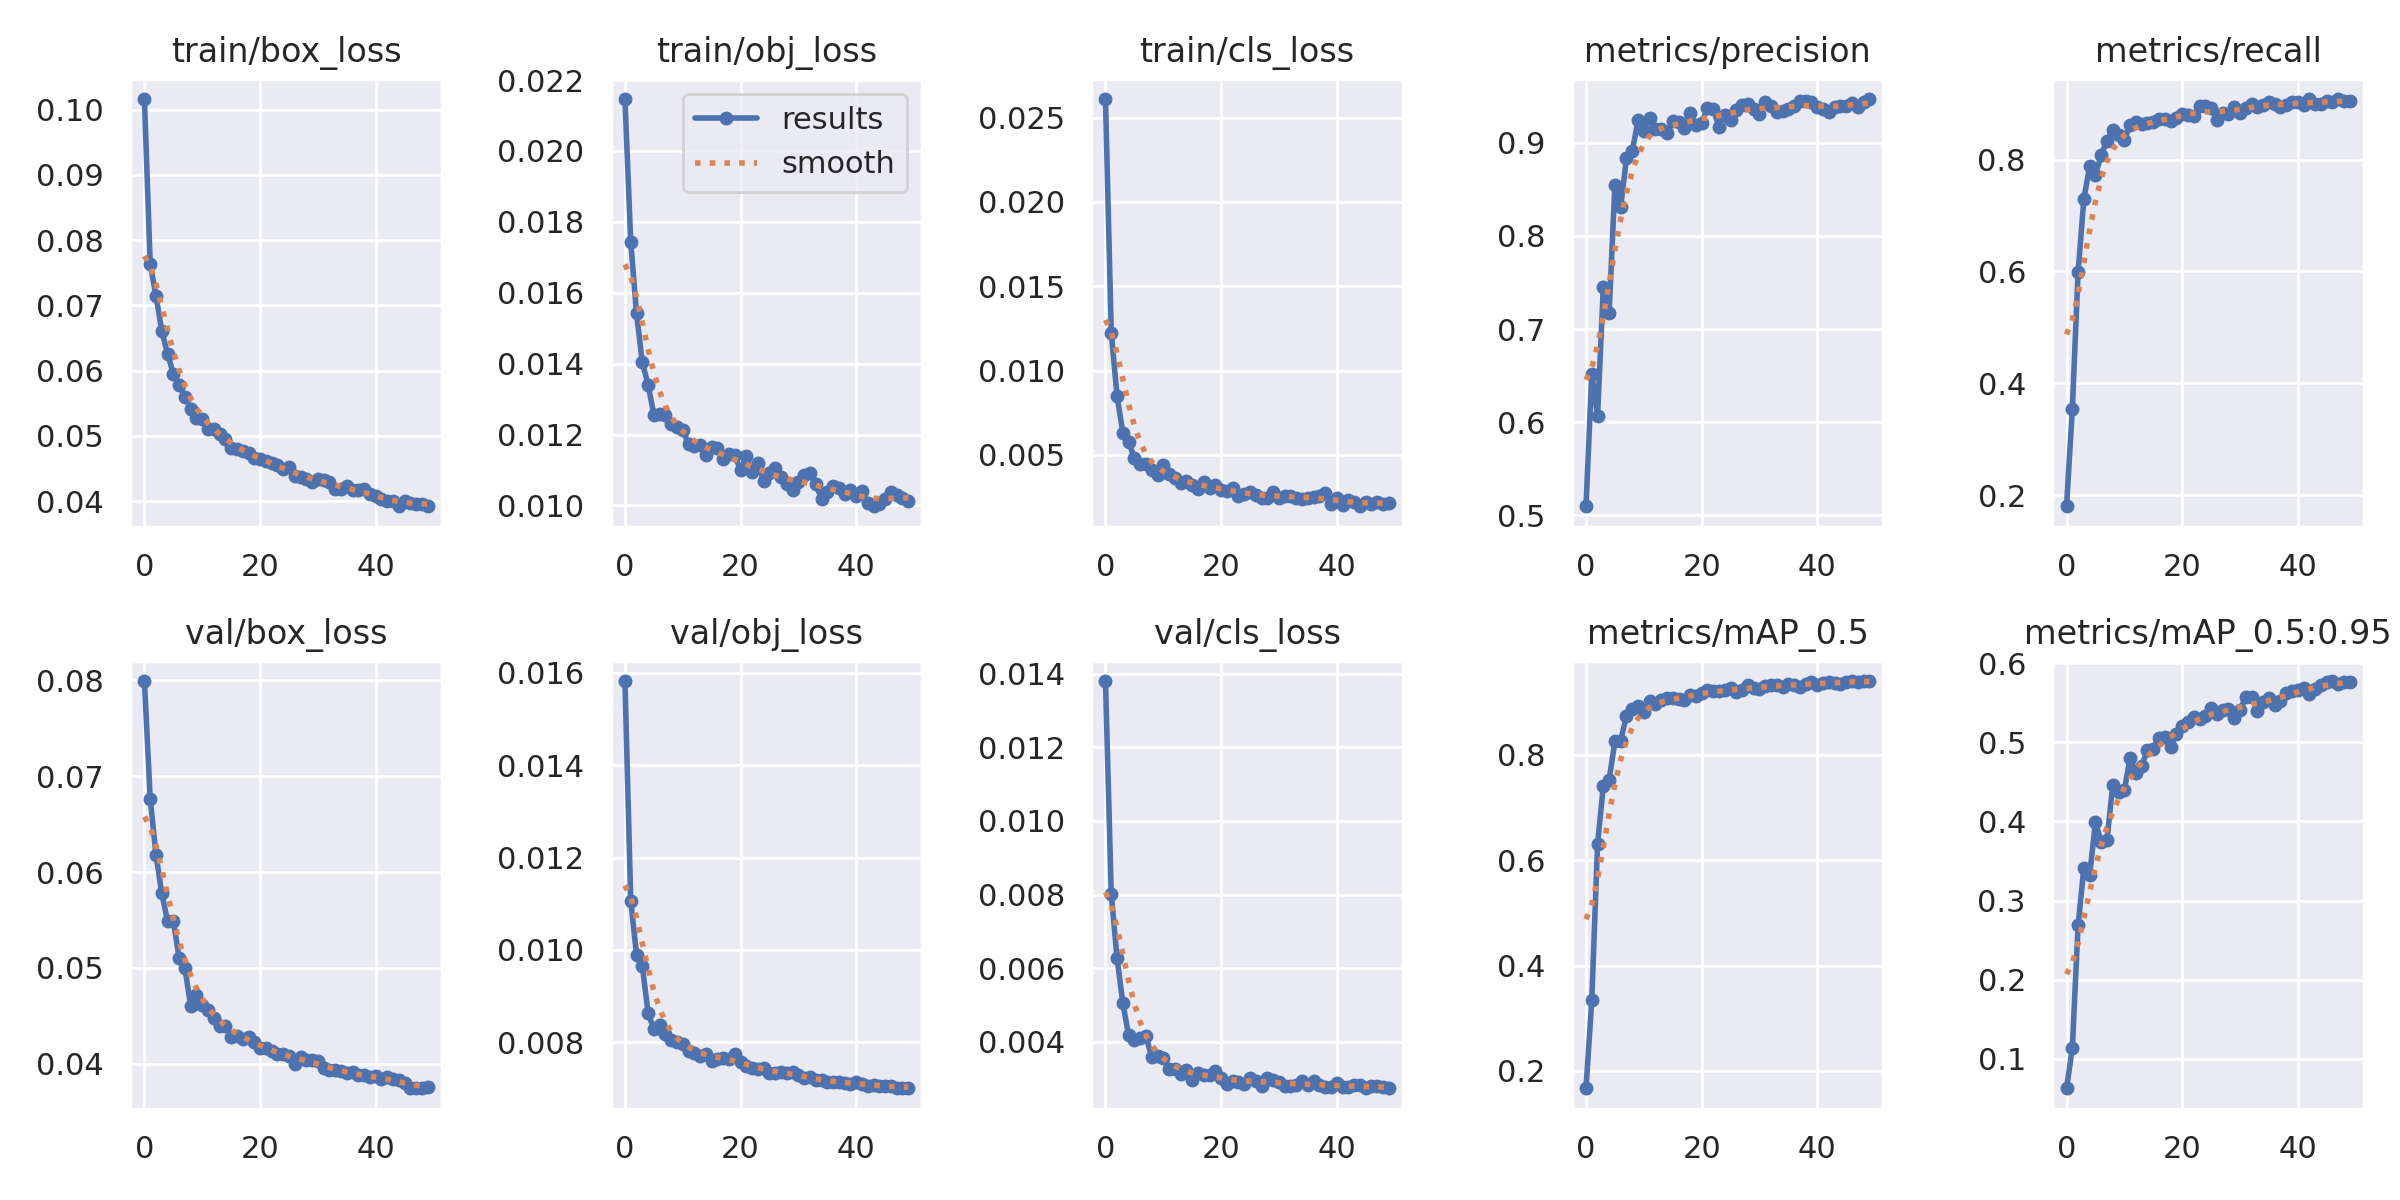 train/box_loss
0.10
0.09
0.08
0.07
0.06
0.05
0.04
0 20 40
train/obj_loss
0.022
0.020
0.018
0.016
0.014
0.012
0.010
results
smooth
0 20 40
train/cls_loss
0.025
0.020
0.015
0.010
0.005
0 20 40
metrics/precision
0.9
0.8
0.7
0.6
0.5
0 20 40
metrics/recall
0.8
0.6
0.4
0.2
0 20 40
val/box_loss
0.08
0.07
0.06
0.05
0.04
0 20 40
val/obj_loss
0.016
0.014
0.012
0.010
0.008
0 20 40
val/cls_loss
0.014
0.012
0.010
0.008
0.006
0.004
0 20 40
metrics/mAP_0.5
0.8
0.6
0.4
0.2
0 20 40
metrics/mAP_0.5:0.95
0.6
0.5
0.4
0.3
0.2
0.1
0 20 40